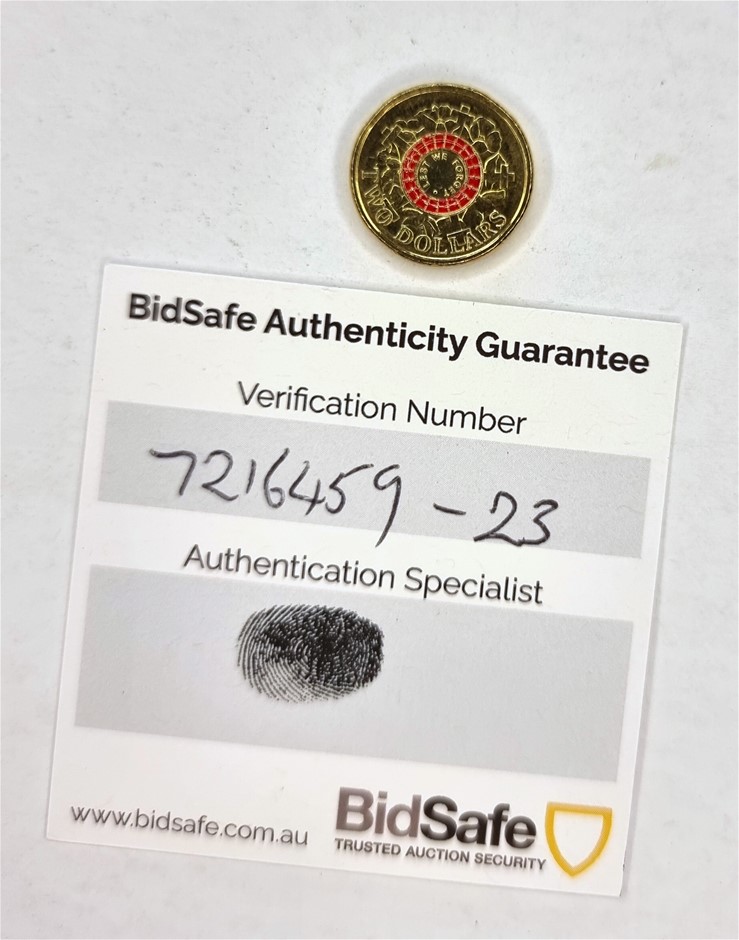 LEST WE FORGET
TWO DOLLARS
BidSafe Authenticity Guarantee
Verification Number
7216459-23
Authentication Specialist
www.bidsafe.com.au
BidSafe
TRUSTED AUCTION SECURITY